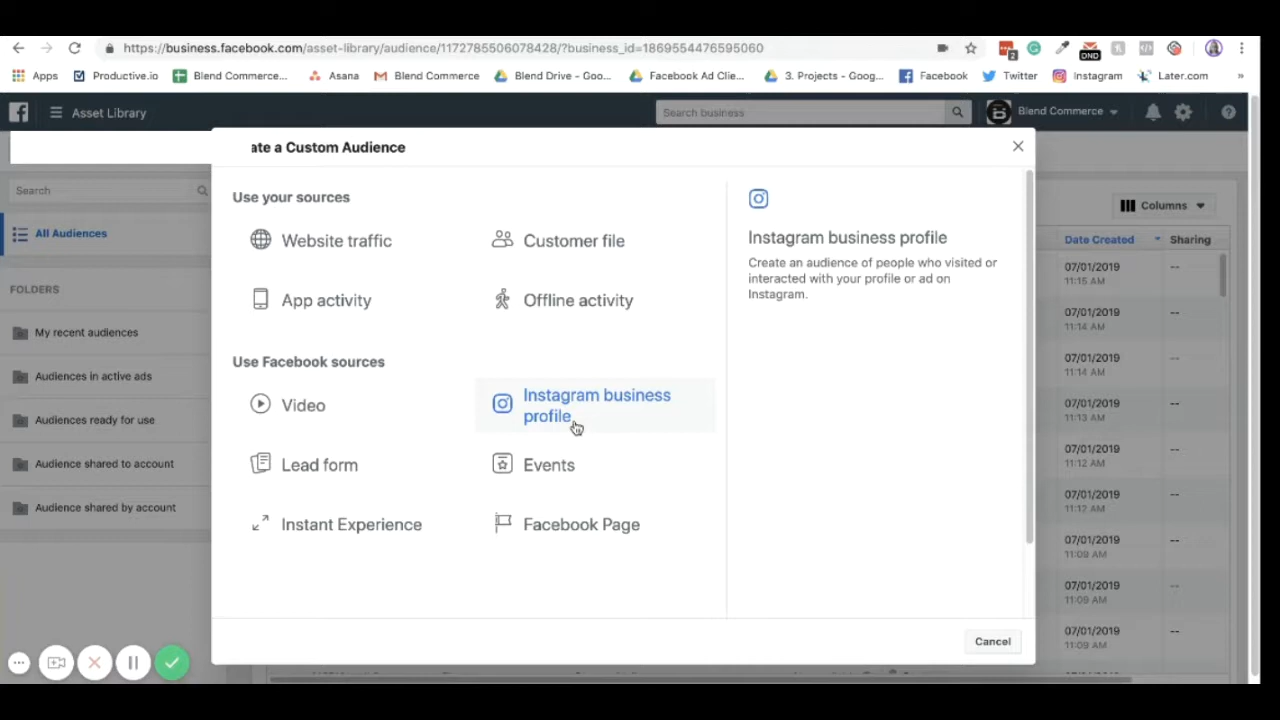 https://business.facebook.com/asset-library/audience/1172785506078428/?business_id=1869554476595060
2
DND
Apps
Productive.io
Blend Commerce...
Asana
Blend Commerce
Blend Drive - Goo...
Facebook Ad Clie...
3. Projects - Goog...
Facebook
Twitter
Instagram
Later.com
»
Asset Library
Search business
Blend Commerce
ate a Custom Audience
Search
All Audiences
FOLDERS
My recent audiences
Audiences in active ads
Audiences ready for use
Audience shared to account
Audience shared by account
Use your sources
Website traffic
Customer file
App activity
Offline activity
Use Facebook sources
Video
Instagram business
profile
Lead form
Events
Instant Experience
Facebook Page
Instagram business profile
Create an audience of people who visited or
interacted with your profile or ad on
Instagram.
Cancel
Columns
Date Created
Sharing
07/01/2019
11:15 AM
--
07/01/2019
11:14 AM
--
07/01/2019
11:14 AM
--
07/01/2019
11:13 AM
--
07/01/2019
11:12 AM
--
07/01/2019
11:12 AM
--
07/01/2019
11:09 AM
--
07/01/2019
11:09 AM
--
07/01/2019
11:09 AM
--